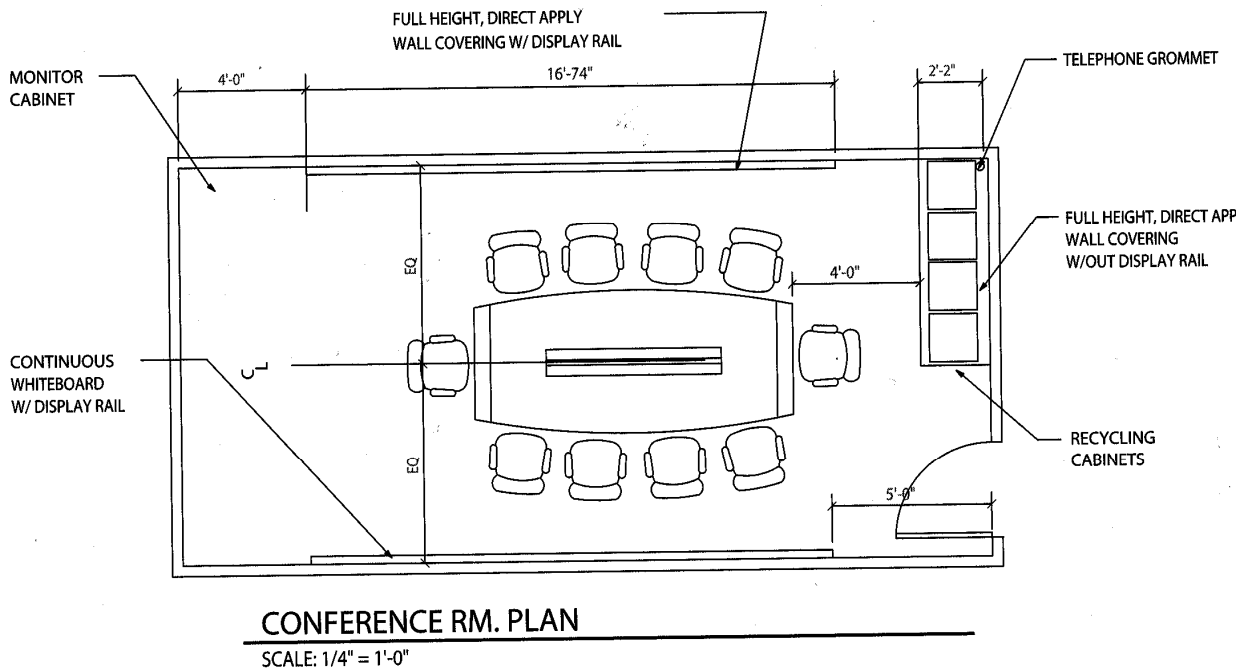 FULL HEIGHT, DIRECT APPLY
WALL COVERING W/ DISPLAY RAIL
MONITOR
CABINET
4'-0"
16'-74"
2'-2"
TELEPHONE GROMMET
FULL HEIGHT, DIRECT APP
WALL COVERING
W/OUT DISPLAY RAIL
EQ
4'-0"
CONTINUOUS
WHITEBOARD
W/ DISPLAY RAIL
CL
EQ
RECYCLING
CABINETS
5'-0"
CONFERENCE RM. PLAN
SCALE: 1/4" = 1'-0"